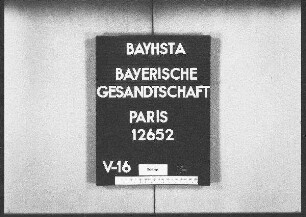 BAYHSTA
BAYERISCHE
GESANDTSCHAFT
PARIS
12652
V-16